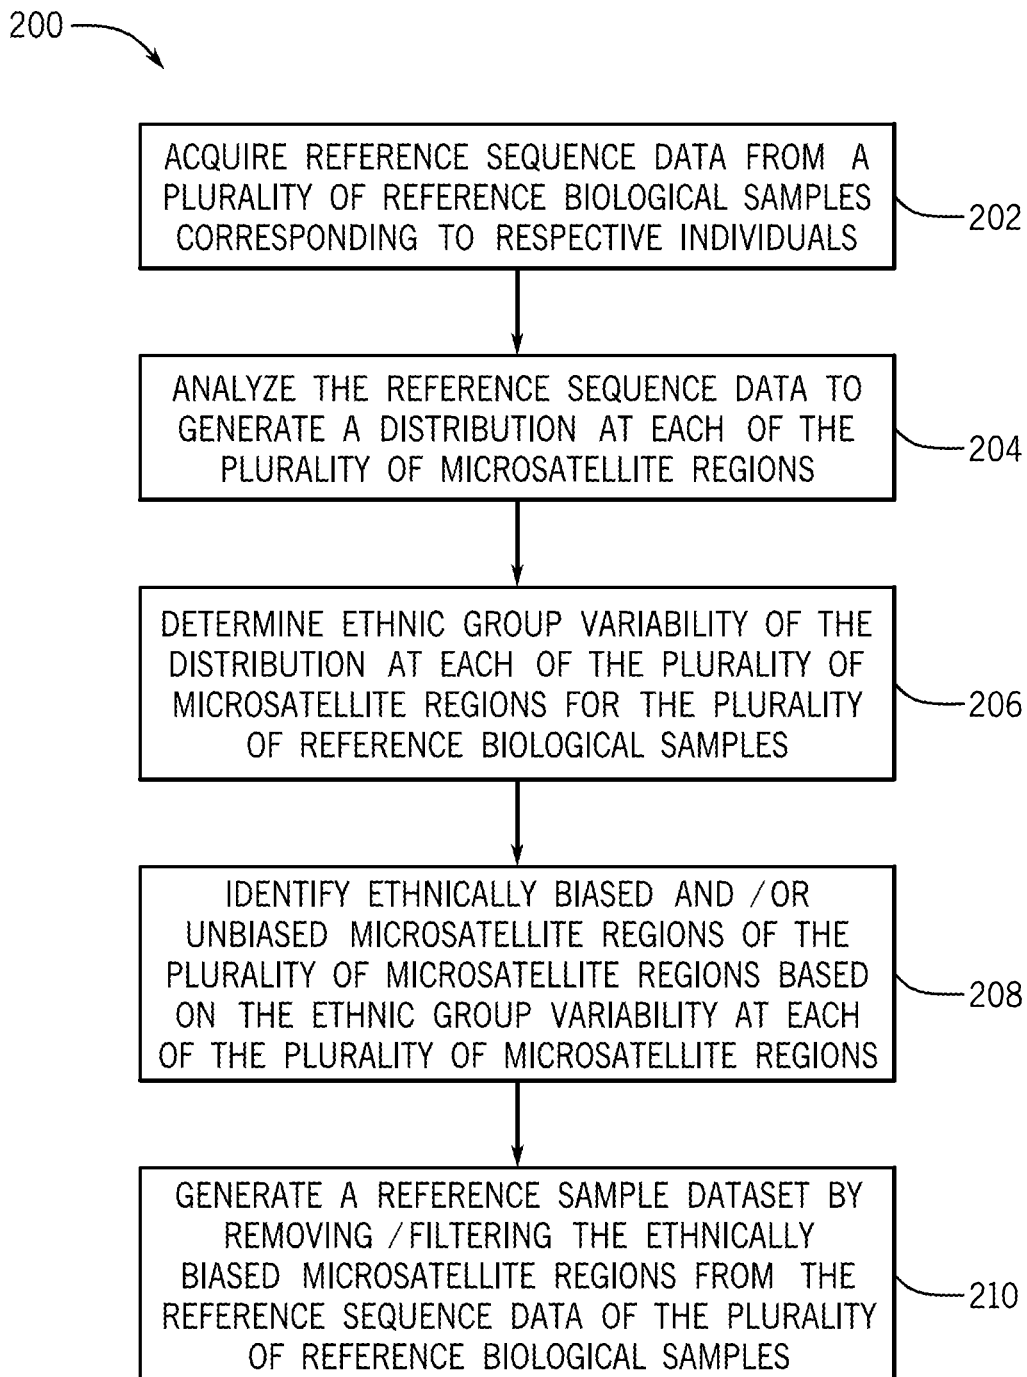 200
ACQUIRE REFERENCE SEQUENCE DATA FROM A
PLURALITY OF REFERENCE BIOLOGICAL SAMPLES
CORRESPONDING TO RESPECTIVE INDIVIDUALS
202
ANALYZE THE REFERENCE SEQUENCE DATA TO
GENERATE A DISTRIBUTION AT EACH OF THE
PLURALITY OF MICROSATELLITE REGIONS
204
DETERMINE ETHNIC GROUP VARIABILITY OF THE
DISTRIBUTION AT EACH OF THE PLURALITY OF
MICROSATELLITE REGIONS FOR THE PLURALITY
OF REFERENCE BIOLOGICAL SAMPLES
206
IDENTIFY ETHNICALLY BIASED AND /OR
UNBIASED MICROSATELLITE REGIONS OF THE
PLURALITY OF MICROSATELLITE REGIONS BASED
ON THE ETHNIC GROUP VARIABILITY AT EACH
OF THE PLURALITY OF MICROSATELLITE REGIONS
208
GENERATE A REFERENCE SAMPLE DATASET BY
REMOVING /FILTERING THE ETHNICALLY
BIASED MICROSATELLITE REGIONS FROM THE
REFERENCE SEQUENCE DATA OF THE PLURALITY
OF REFERENCE BIOLOGICAL SAMPLES
210